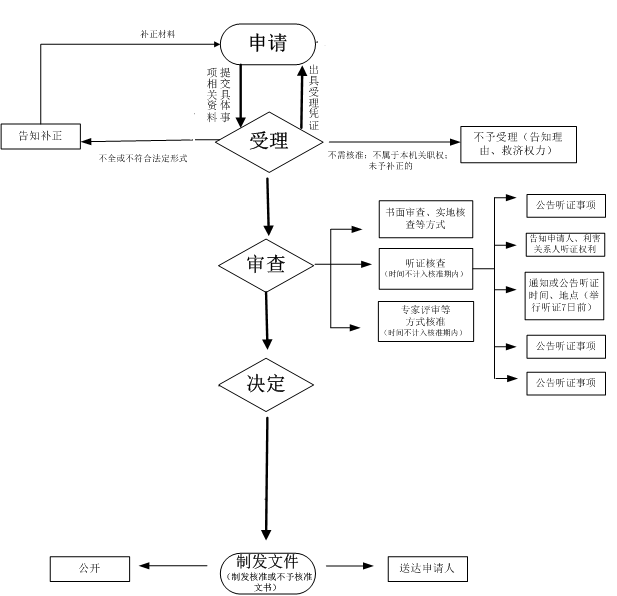 补正材料
申请
提交具体事
项相关资料
出具受理凭证
告知补正
受理
不予受理（告知理
由、救济权力）
不全或不符合法定形式
不需核准；不属于本机关职权；
未予补正的
书面审查、实地核
查等方式
公告听证事项
审查
听证核查
（时间不计入核准期内）
告知申请人、利害
关系人听证权利
通知或公告听证
时间、地点（举
行听证7日前）
专家评审等
方式核准
（时间不计入核准期内）
公告听证事项
公告听证事项
决定
制发文件
（制发核准或不予核准
文书）
公开
送达申请人